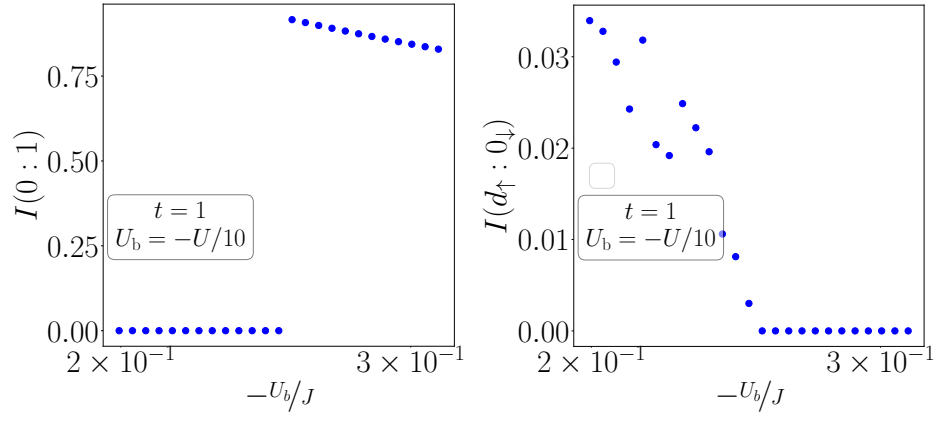 0.75
0.50
0.25
0.00
I(0 : 1)
t = 1
U_b = −U/10
2 × 10⁻¹
3 × 10⁻¹
−U_b/J
0.03
0.02
0.01
0.00
I(d↑ : 0↓)
t = 1
U_b = −U/10
2 × 10⁻¹
3 × 10⁻¹
−U_b/J